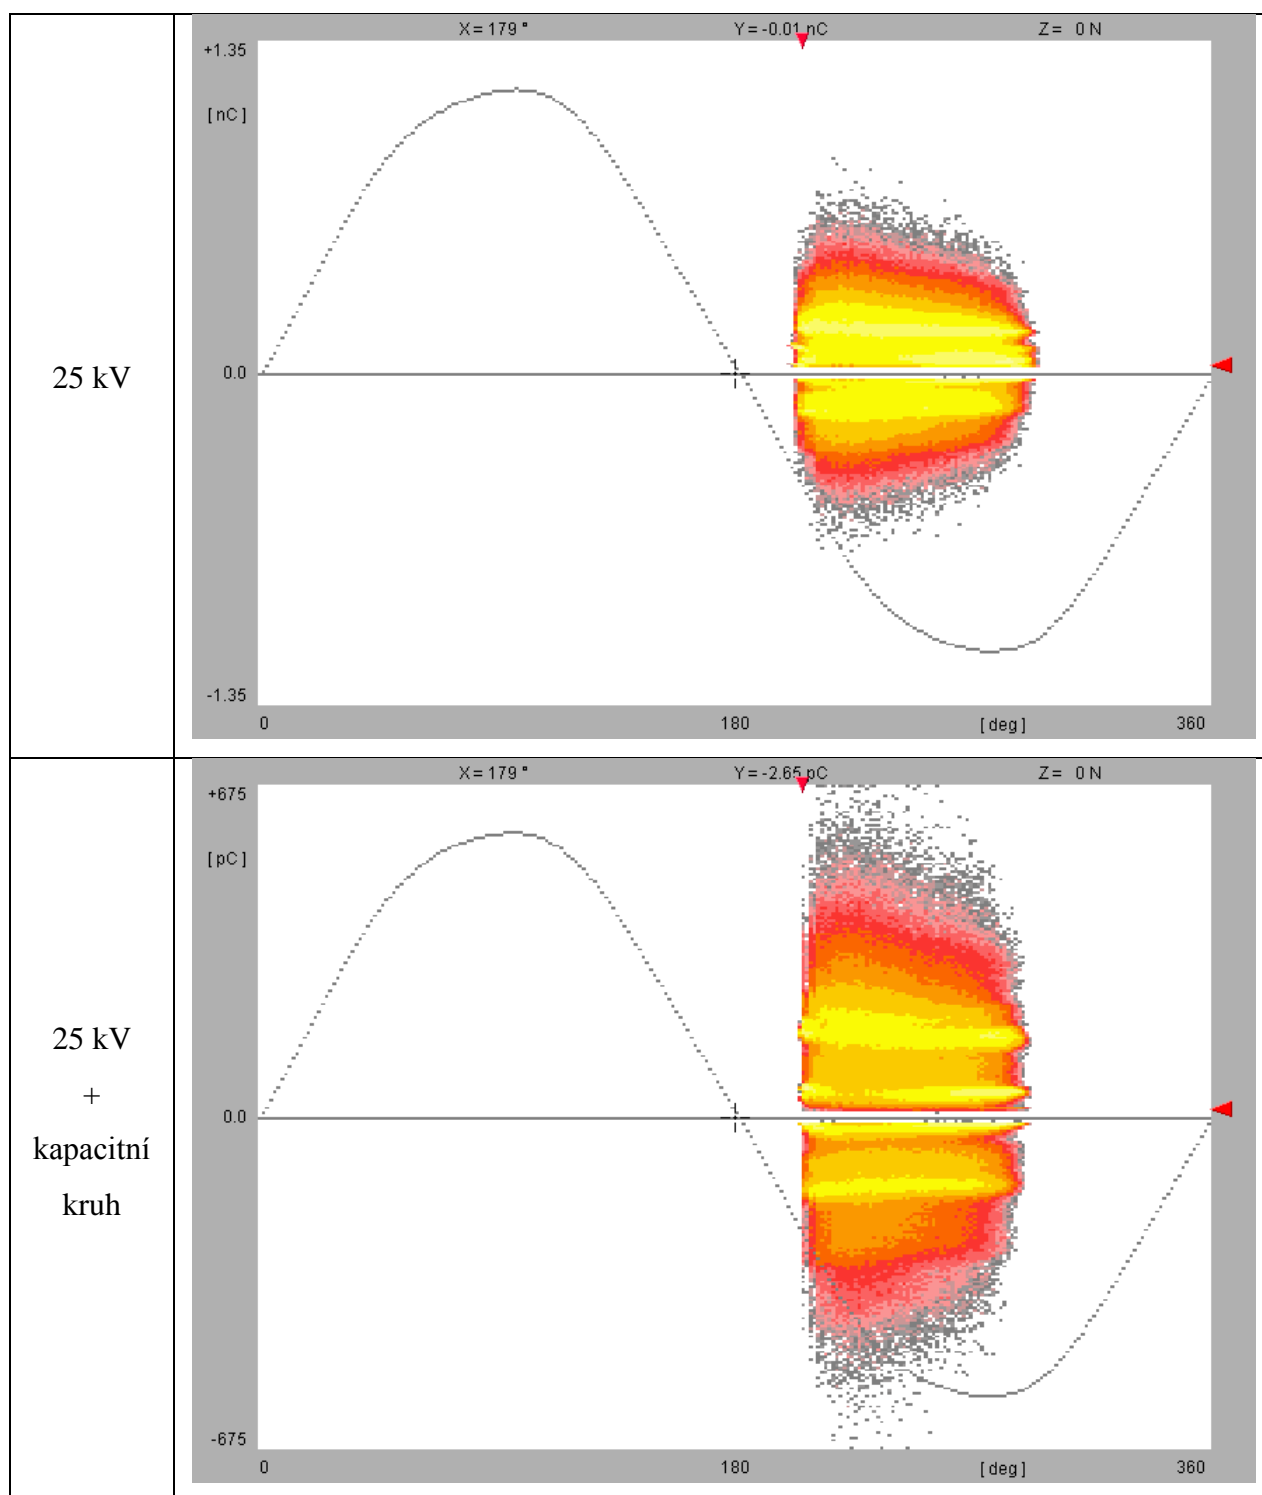 X= 179 ° Y= -0.01 nC Z= 0 N
+1.35
[nC]
25 kV
0.0
-1.35
0 180 [deg] 360
X= 179 ° Y= -2.65 pC Z= 0 N
+675
[pC]
25 kV
+
kapacitní
kruh
0.0
-675
0 180 [deg] 360